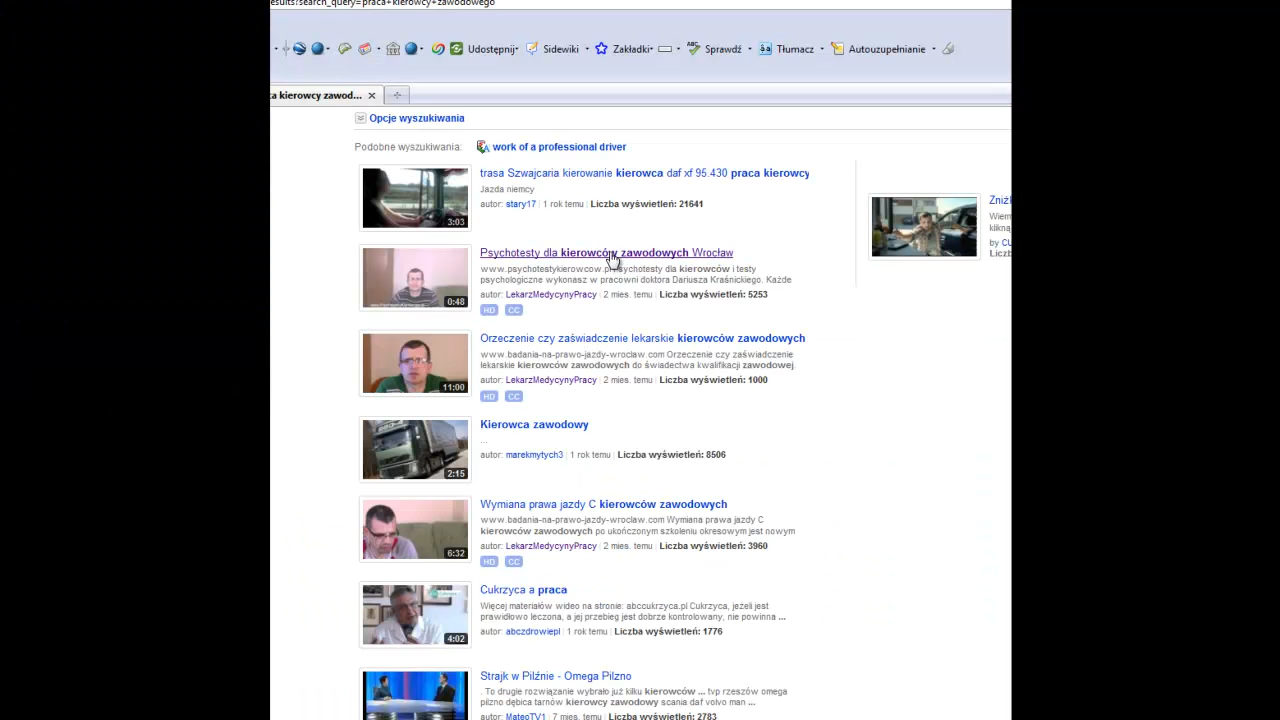 esults?search_query=praca+kierowcy+zawodowego
Udostępnij Sidewiki Zakładki Sprawdź Tłumacz Autouzupełnianie
ca kierowcy zawod...
Opcje wyszukiwania
Podobne wyszukiwania: work of a professional driver
trasa Szwajcaria kierowanie kierowca daf xf 95.430 praca kierowcy
Jazda niemcy
autor: stary17 | 1 rok temu | Liczba wyświetleń: 21641
3:03
Zniż
Wiem
klikną
by CU
Liczb
Psychotesty dla kierowców zawodowych Wrocław
www.psychotestykierowcow.pl Psychotesty dla kierowców i testy
psychologiczne wykonasz w pracowni doktora Dariusza Kraśnickiego. Każde
autor: LekarzMedycynyPracy | 2 mies. temu | Liczba wyświetleń: 5253
0:48
HD CC
Orzeczenie czy zaświadczenie lekarskie kierowców zawodowych
www.badania-na-prawo-jazdy-wroclaw.com Orzeczenie czy zaświadczenie
lekarskie kierowców zawodowych do świadectwa kwalifikacji zawodowej.
autor: LekarzMedycynyPracy | 2 mies. temu | Liczba wyświetleń: 1000
11:00
HD CC
Kierowca zawodowy
...
autor: marekmytych3 | 1 rok temu | Liczba wyświetleń: 8506
2:15
Wymiana prawa jazdy C kierowców zawodowych
www.badania-na-prawo-jazdy-wroclaw.com Wymiana prawa jazdy C
kierowców zawodowych po ukończonym szkoleniu okresowym jest nowym
autor: LekarzMedycynyPracy | 2 mies. temu | Liczba wyświetleń: 3960
6:32
HD CC
Cukrzyca a praca
Więcej materiałów wideo na stronie: abccukrzyca.pl Cukrzyca, jeżeli jest
prawidłowo leczona, a jej przebieg jest dobrze kontrolowany, nie powinna ...
autor: abczdrowiepl | 1 rok temu | Liczba wyświetleń: 1776
4:02
Strajk w Pilźnie - Omega Pilzno
. To drugie rozwiązanie wybrało już kilku kierowców ... tvp rzeszów omega
pilzno dębica tarnów kierowcy zawodowy scania daf volvo man ...
autor: MateoTV1 | 7 mies. temu | Liczba wyświetleń: 2783